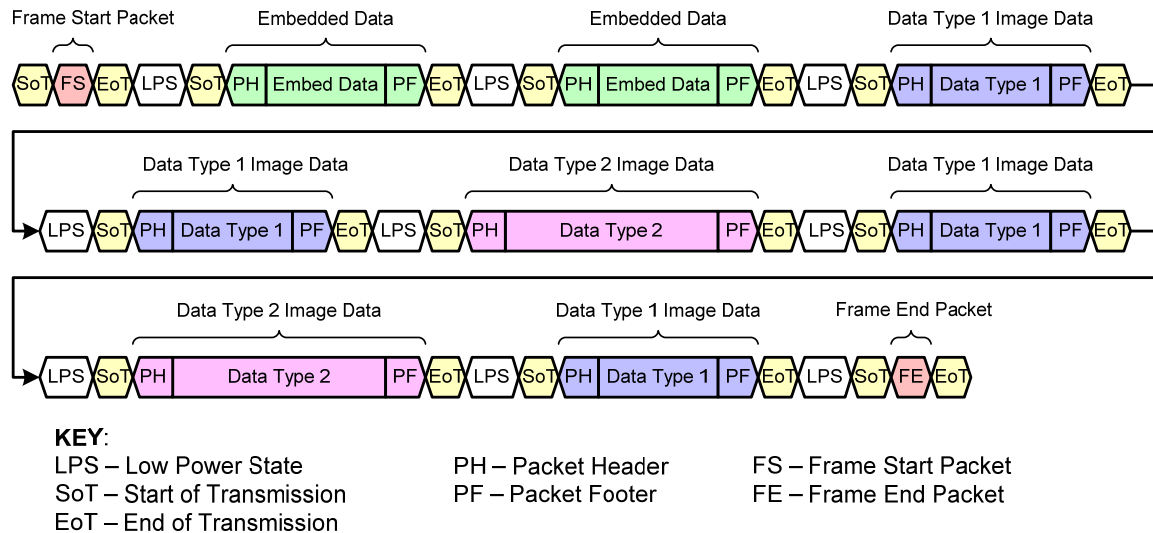 Frame Start Packet Embedded Data Embedded Data Data Type 1 Image Data
SoT FS EoT LPS SoT PH Embed Data PF EoT LPS SoT PH Embed Data PF EoT LPS SoT PH Data Type 1 PF EoT
Data Type 1 Image Data Data Type 2 Image Data Data Type 1 Image Data
LPS SoT PH Data Type 1 PF EoT LPS SoT PH Data Type 2 PF EoT LPS SoT PH Data Type 1 PF EoT
Data Type 2 Image Data Data Type 1 Image Data Frame End Packet
LPS SoT PH Data Type 2 PF EoT LPS SoT PH Data Type 1 PF EoT LPS SoT FE EoT
KEY:
LPS – Low Power State PH – Packet Header FS – Frame Start Packet
SoT – Start of Transmission PF – Packet Footer FE – Frame End Packet
EoT – End of Transmission